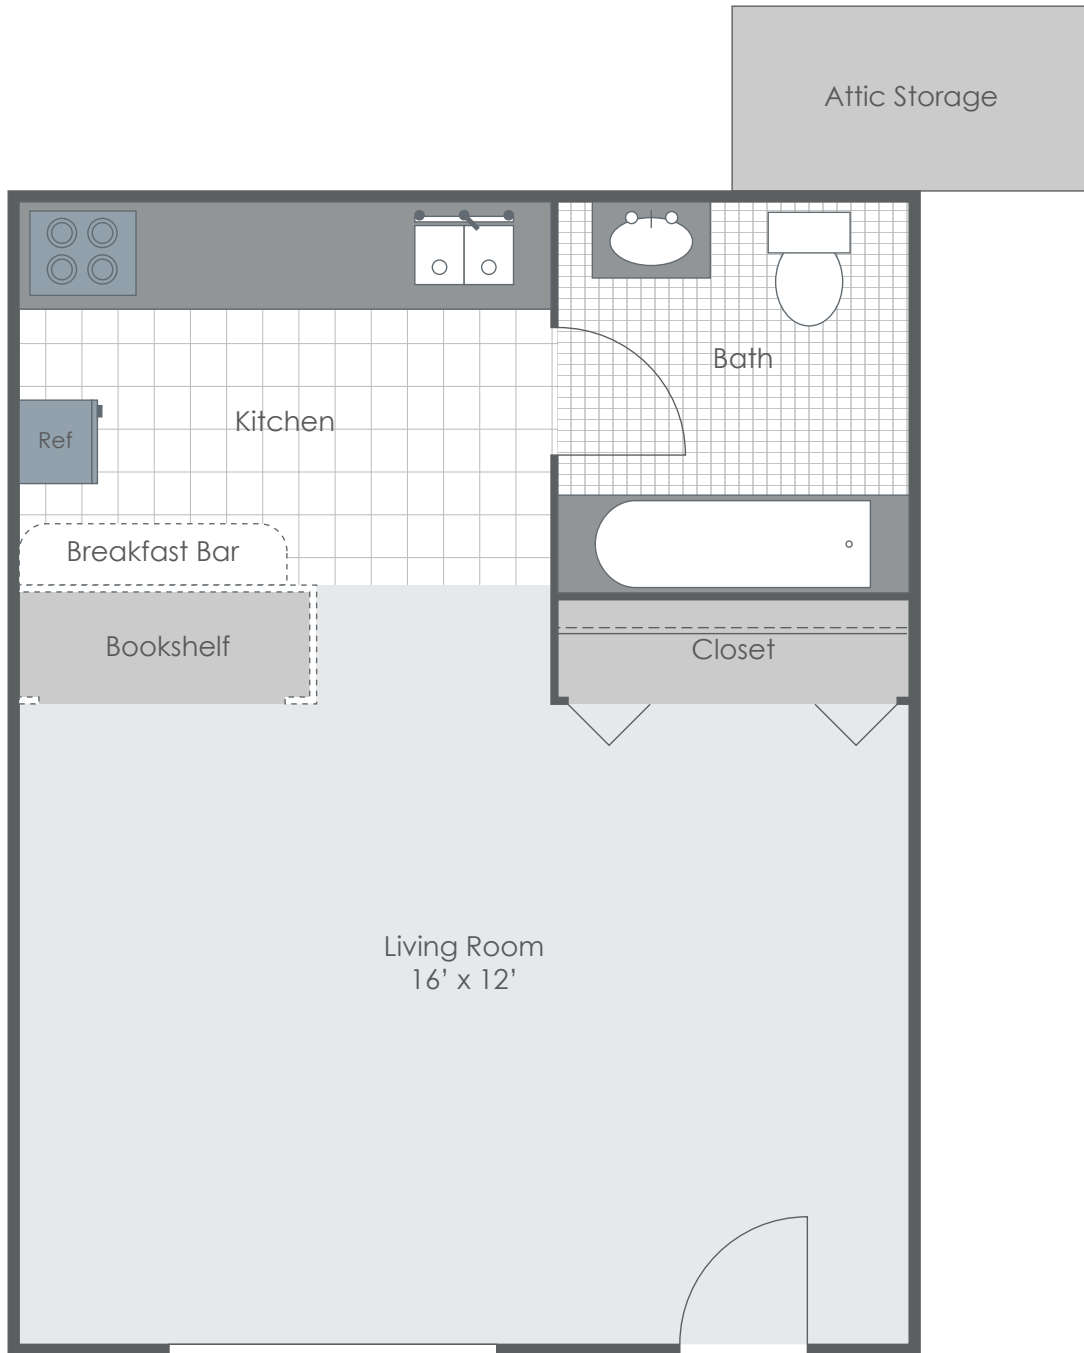 Attic Storage
Bath
Kitchen
Ref
Breakfast Bar
Bookshelf
Closet
Living Room
16’ x 12’